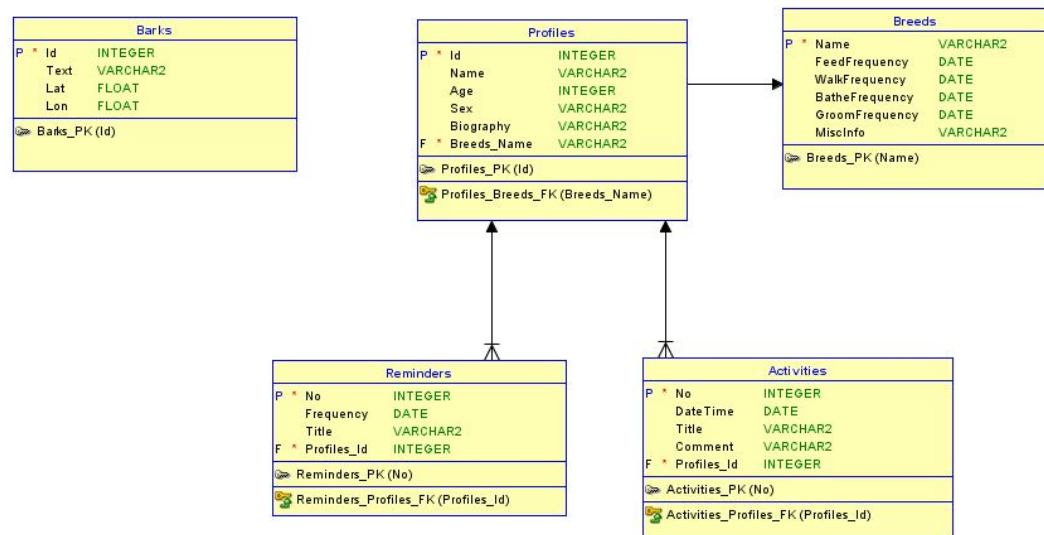 Barks
P * Id INTEGER
Text VARCHAR2
Lat FLOAT
Lon FLOAT
Barks_PK (Id)
Profiles
P * Id INTEGER
Name VARCHAR2
Age INTEGER
Sex VARCHAR2
Biography VARCHAR2
F * Breeds_Name VARCHAR2
Profiles_PK (Id)
Profiles_Breeds_FK (Breeds_Name)
Breeds
P * Name VARCHAR2
FeedFrequency DATE
WalkFrequency DATE
BatheFrequency DATE
GroomFrequency DATE
MiscInfo VARCHAR2
Breeds_PK (Name)
Reminders
P * No INTEGER
Frequency DATE
Title VARCHAR2
F * Profiles_Id INTEGER
Reminders_PK (No)
Reminders_Profiles_FK (Profiles_Id)
Activities
P * No INTEGER
DateTime DATE
Title VARCHAR2
Comment VARCHAR2
F * Profiles_Id INTEGER
Activities_PK (No)
Activities_Profiles_FK (Profiles_Id)